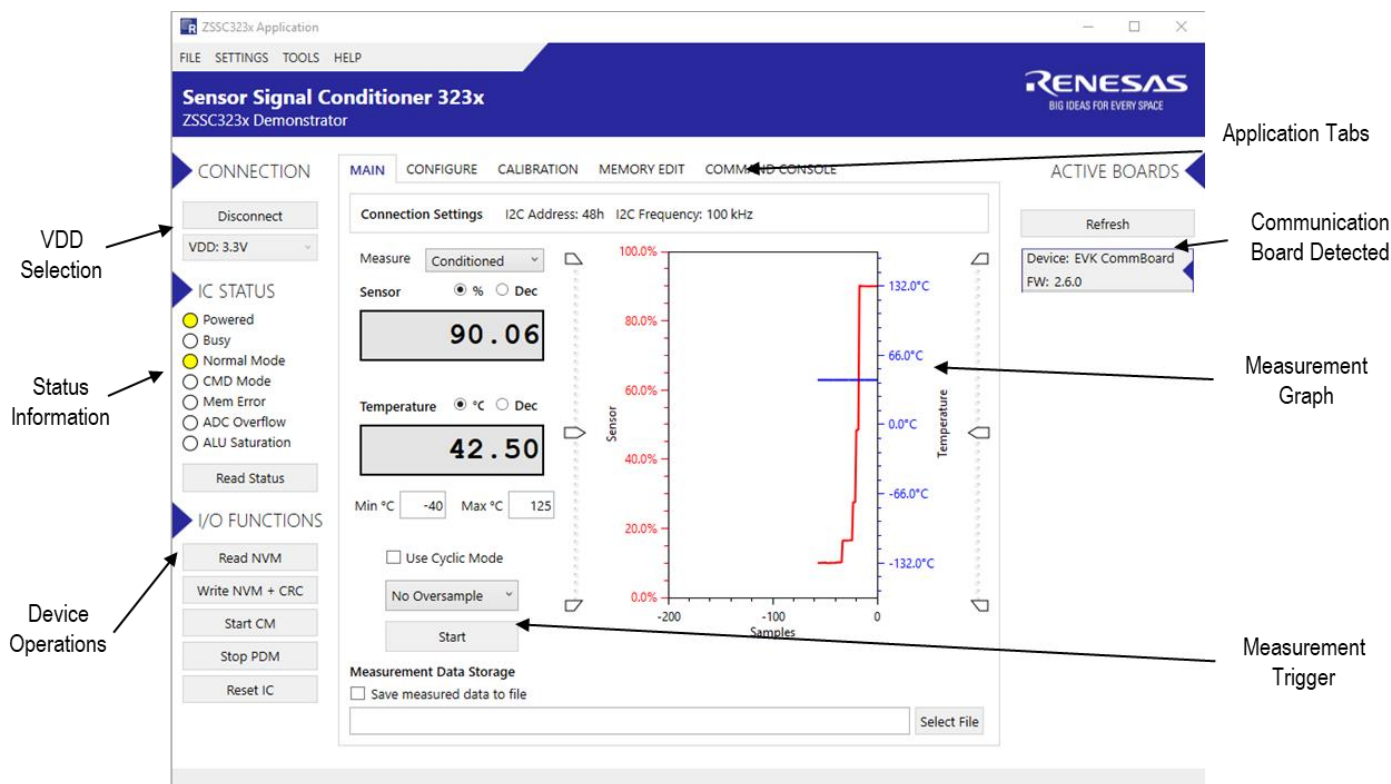 ZSSC323x Application
FILE SETTINGS TOOLS HELP
Sensor Signal Conditioner 323x
ZSSC323x Demonstrator
RENESAS
BIG IDEAS FOR EVERY SPACE
Application Tabs
CONNECTION
MAIN CONFIGURE CALIBRATION MEMORY EDIT COMMAND CONSOLE
ACTIVE BOARDS
Disconnect
VDD: 3.3V
VDD
Selection
Connection Settings I2C Address: 48h I2C Frequency: 100 kHz
Refresh
Device: EVK CommBoard
FW: 2.6.0
Communication
Board Detected
IC STATUS
Powered
Busy
Normal Mode
CMD Mode
Mem Error
ADC Overflow
ALU Saturation
Read Status
Status
Information
Measure Conditioned
Sensor % Dec
90.06
Temperature °C Dec
42.50
Min °C -40 Max °C 125
Use Cyclic Mode
No Oversample
Start
100.0%
80.0%
60.0%
40.0%
20.0%
0.0%
Sensor
132.0°C
66.0°C
0.0°C
-66.0°C
-132.0°C
Temperature
-200 -100 0
Samples
Measurement
Graph
I/O FUNCTIONS
Read NVM
Write NVM + CRC
Start CM
Stop PDM
Reset IC
Device
Operations
Measurement
Trigger
Measurement Data Storage
Save measured data to file
Select File